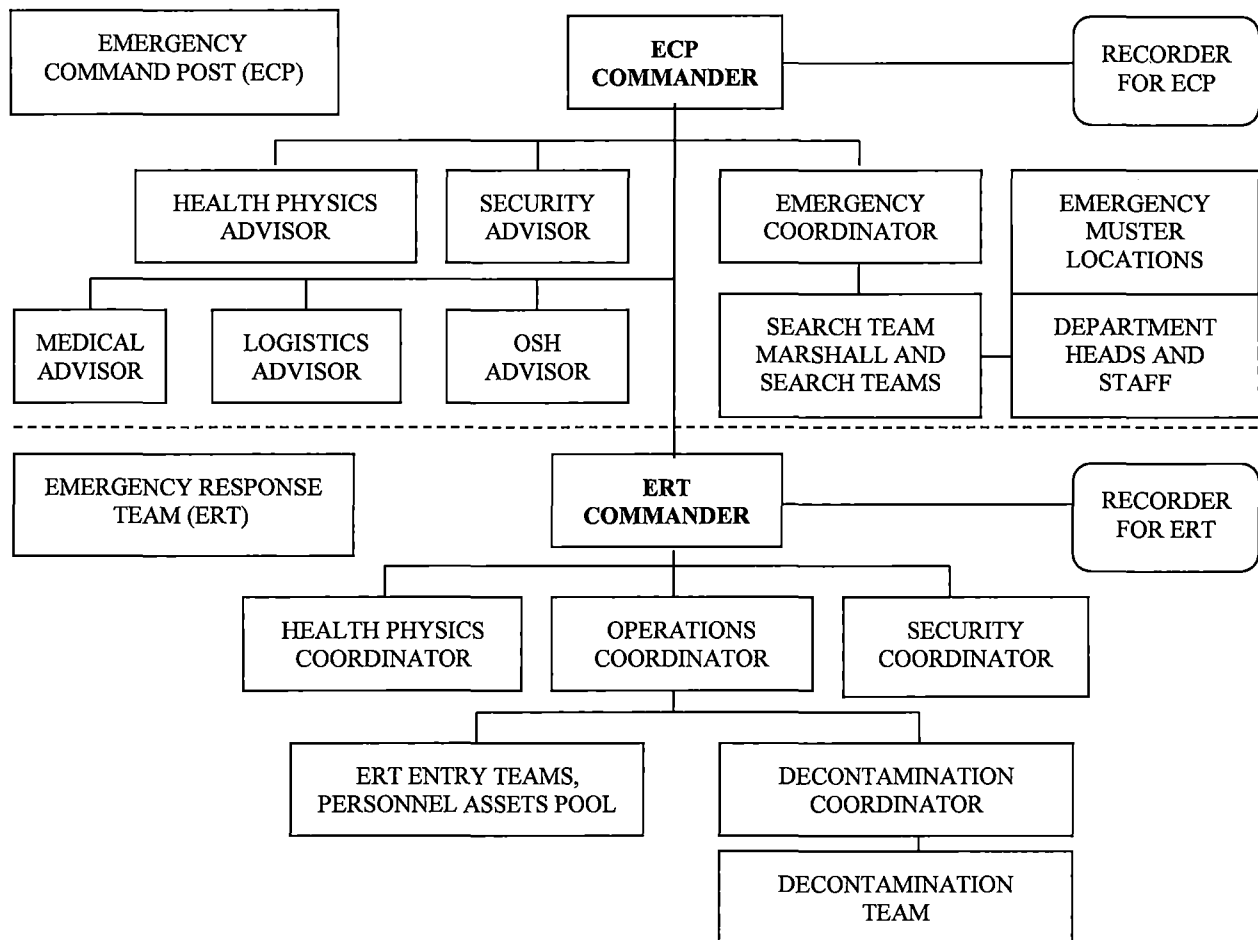 EMERGENCY
COMMAND POST (ECP)
ECP
COMMANDER
RECORDER
FOR ECP
HEALTH PHYSICS
ADVISOR
SECURITY
ADVISOR
EMERGENCY
COORDINATOR
EMERGENCY
MUSTER
LOCATIONS
MEDICAL
ADVISOR
LOGISTICS
ADVISOR
OSH
ADVISOR
SEARCH TEAM
MARSHALL AND
SEARCH TEAMS
DEPARTMENT
HEADS AND
STAFF
EMERGENCY RESPONSE
TEAM (ERT)
ERT
COMMANDER
RECORDER
FOR ERT
HEALTH PHYSICS
COORDINATOR
OPERATIONS
COORDINATOR
SECURITY
COORDINATOR
ERT ENTRY TEAMS,
PERSONNEL ASSETS POOL
DECONTAMINATION
COORDINATOR
DECONTAMINATION
TEAM